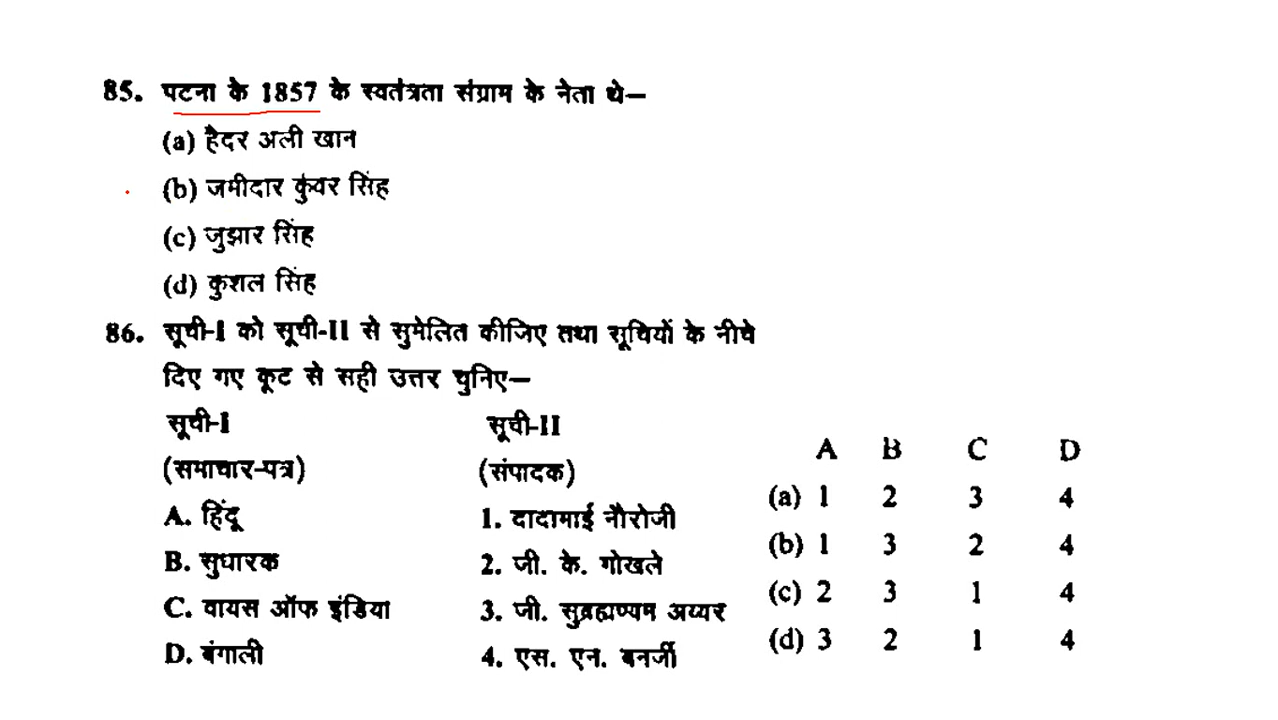 85. पटना के 1857 के स्वतंत्रता संग्राम के नेता थे–
(a) हैदर अली खान
(b) जमीदार कुंवर सिंह
(c) जुझार सिंह
(d) कुशल सिंह
86. सूची-I को सूची-II से सुमेलित कीजिए तथा सूचियों के नीचे
दिए गए कूट से सही उत्तर चुनिए–
सूची-I सूची-II
(समाचार-पत्र) (संपादक)
A. हिंदू 1. दादाभाई नौरोजी
B. सुधारक 2. जी. के. गोखले
C. वायस ऑफ इंडिया 3. जी. सुब्रह्मण्यम अय्यर
D. बंगाली 4. एस. एन. बनर्जी
A B C D
(a) 1 2 3 4
(b) 1 3 2 4
(c) 2 3 1 4
(d) 3 2 1 4